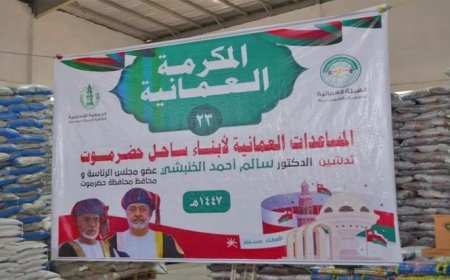 المكرمة
العمانية
٢٣
الهيئة العمانية
المساعدات العمانية لأبناء ساحل حضرموت
تدشين الدكتور سالم أحمد الخنبشي عضو مجلس الرئاسة و
محافظ محافظة حضرموت
١٤٤٧هـ